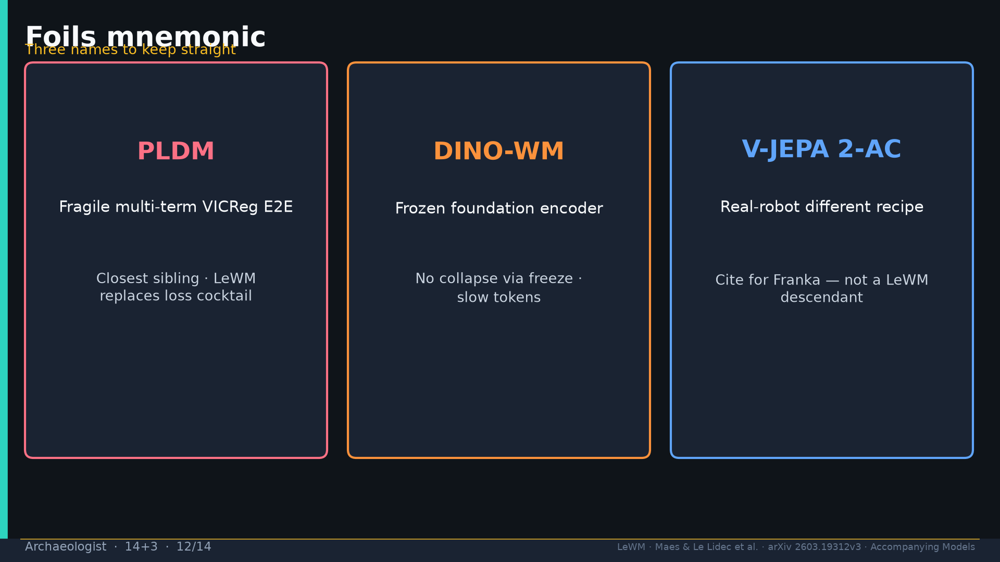 Foils mnemonic
Three names to keep straight
PLDM
Fragile multi-term VICReg E2E
Closest sibling · LeWM
replaces loss cocktail
DINO-WM
Frozen foundation encoder
No collapse via freeze ·
slow tokens
V-JEPA 2-AC
Real-robot different recipe
Cite for Franka — not a LeWM
descendant
Archaeologist · 14+3 · 12/14
LeWM · Maes & Le Lidec et al. · arXiv 2603.19312v3 · Accompanying Models